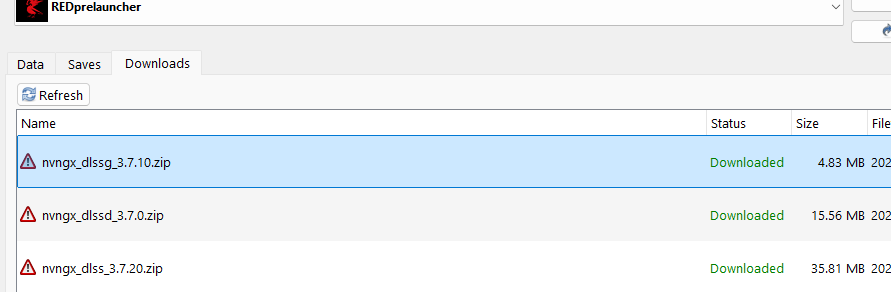 REDprelauncher
Data Saves Downloads
Refresh
Name Status Size File
nvngx_dlssg_3.7.10.zip Downloaded 4.83 MB 202
nvngx_dlssd_3.7.0.zip Downloaded 15.56 MB 202
nvngx_dlss_3.7.20.zip Downloaded 35.81 MB 202